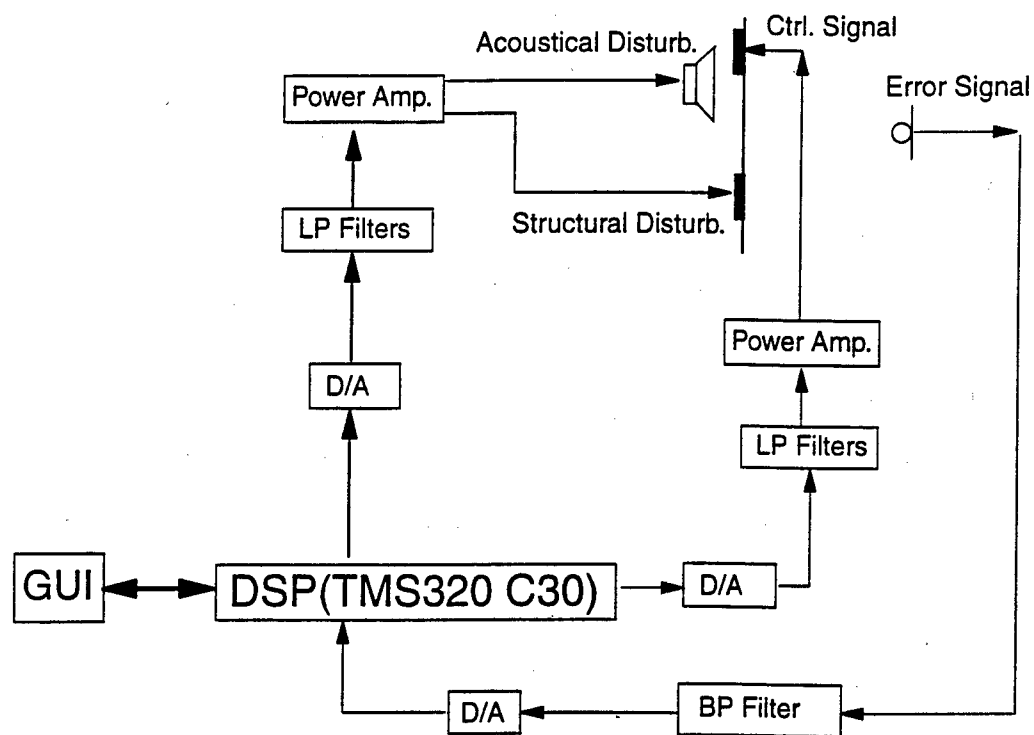 Ctrl. Signal
Acoustical Disturb.
Error Signal
Power Amp.
LP Filters
Structural Disturb.
Power Amp.
D/A
LP Filters
GUI
DSP(TMS320 C30)
D/A
D/A
BP Filter